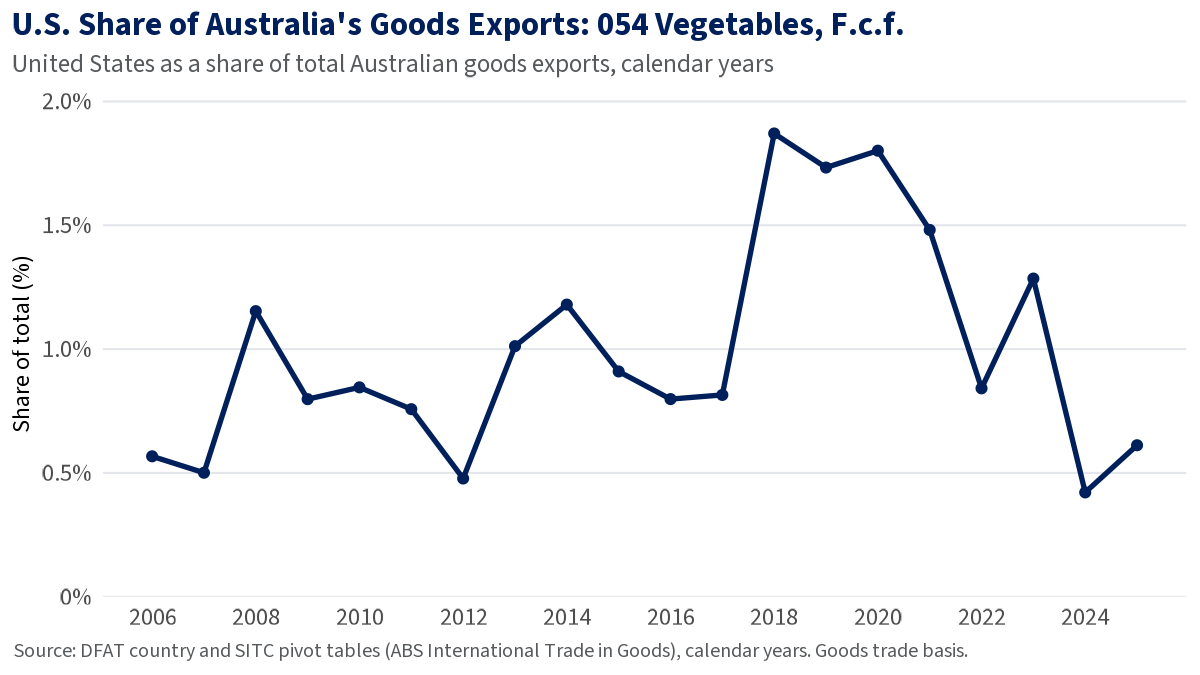 U.S. Share of Australia's Goods Exports: 054 Vegetables, F.c.f.
United States as a share of total Australian goods exports, calendar years
2.0%
1.5%
1.0%
0.5%
0%
Share of total (%)
2006 2008 2010 2012 2014 2016 2018 2020 2022 2024
Source: DFAT country and SITC pivot tables (ABS International Trade in Goods), calendar years. Goods trade basis.